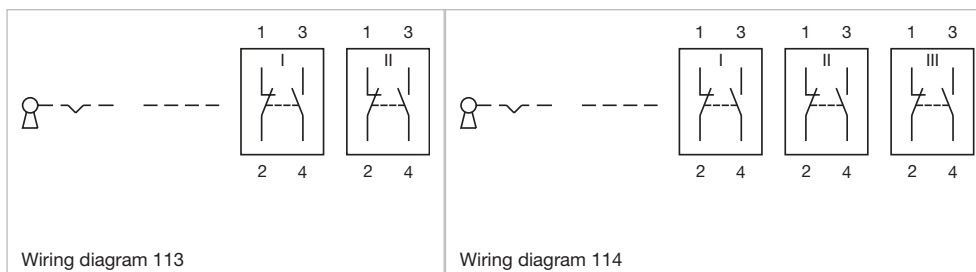 1 3 1 3
I II
2 4 2 4
Wiring diagram 113
1 3 1 3 1 3
I II III
2 4 2 4 2 4
Wiring diagram 114